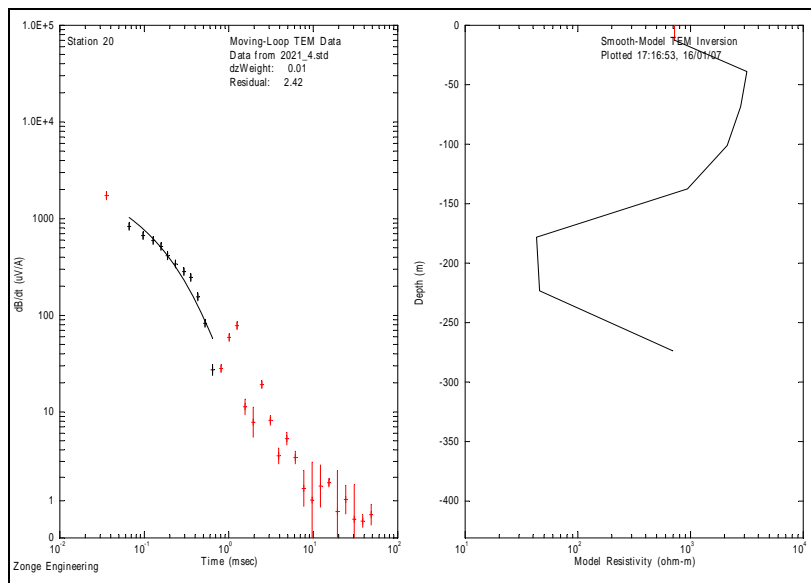 Station 20
Moving-Loop TEM Data
Data from 2021_4.std
dzWeight: 0.01
Residual: 2.42
1.0E+5
1.0E+4
1000
100
10
1
0
dB/dt (uV/A)
10-2
10-1
100
101
102
Time (msec)
Zonge Engineering
Smooth-Model TEM Inversion
Plotted 17:16:53, 16/01/07
0
-50
-100
-150
-200
-250
-300
-350
-400
Depth (m)
101
102
103
104
Model Resistivity (ohm-m)